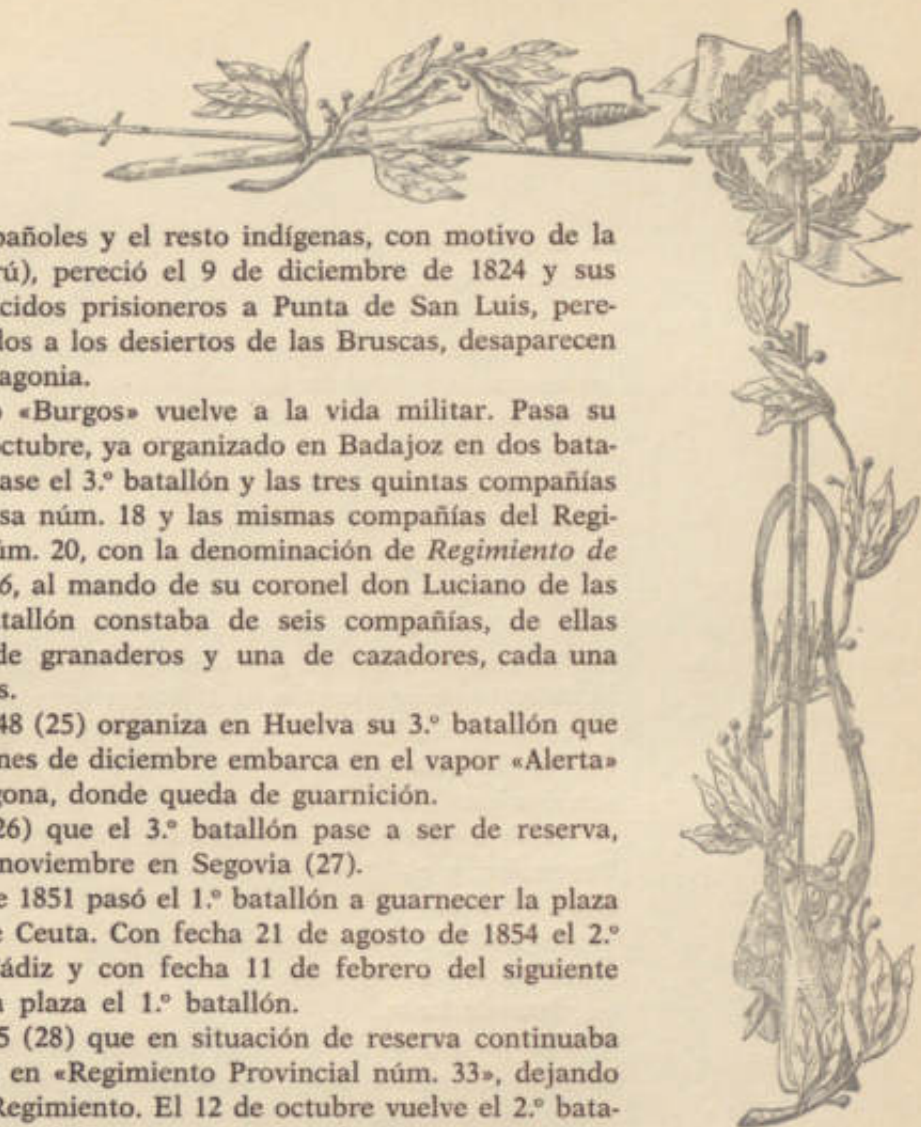 pañoles y el resto indígenas, con motivo de la
rú), pereció el 9 de diciembre de 1824 y sus
cidos prisioneros a Punta de San Luis, pere-
los a los desiertos de las Bruscas, desaparecen
agonia.
«Burgos» vuelve a la vida militar. Pasa su
octubre, ya organizado en Badajoz en dos bata-
ase el 3.º batallón y las tres quintas compañías
sa núm. 18 y las mismas compañías del Regi-
úm. 20, con la denominación de Regimiento de
6, al mando de su coronel don Luciano de las
tallón constaba de seis compañías, de ellas
de granaderos y una de cazadores, cada una
s.
48 (25) organiza en Huelva su 3.º batallón que
nes de diciembre embarca en el vapor «Alerta»
gona, donde queda de guarnición.
26) que el 3.º batallón pase a ser de reserva,
noviembre en Segovia (27).
e 1851 pasó el 1.º batallón a guarnecer la plaza
e Ceuta. Con fecha 21 de agosto de 1854 el 2.º
ádiz y con fecha 11 de febrero del siguiente
a plaza el 1.º batallón.
5 (28) que en situación de reserva continuaba
en «Regimiento Provincial núm. 33», dejando
Regimiento. El 12 de octubre vuelve el 2.º bata-